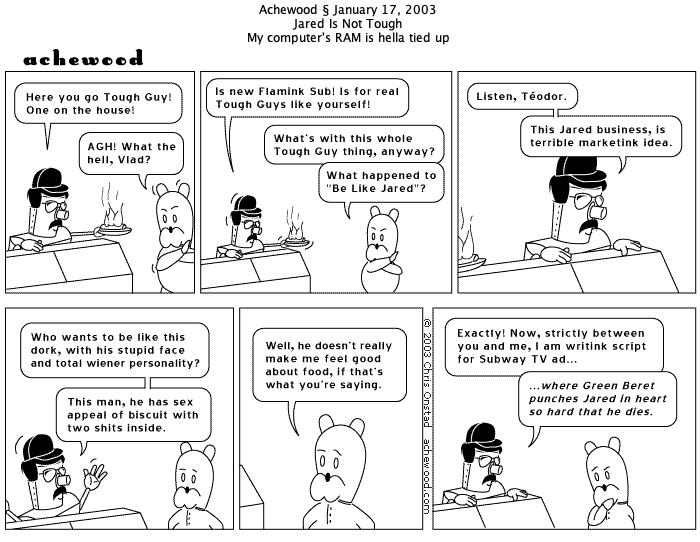 Achewood § January 17, 2003
Jared Is Not Tough
My computer's RAM is hella tied up
achewood
Here you go Tough Guy!
One on the house!
AGH! What the
hell, Vlad?
Is new Flamink Sub! Is for real
Tough Guys like yourself!
What's with this whole
Tough Guy thing, anyway?
What happened to
"Be Like Jared"?
Listen, Téodor.
This Jared business, is
terrible marketink idea.
Who wants to be like this
dork, with his stupid face
and total wiener personality?
This man, he has sex
appeal of biscuit with
two shits inside.
Well, he doesn't really
make me feel good
about food, if that's
what you're saying.
© 2003 Chris Onstad achewood.com
Exactly! Now, strictly between
you and me, I am writink script
for Subway TV ad...
...where Green Beret
punches Jared in heart
so hard that he dies.